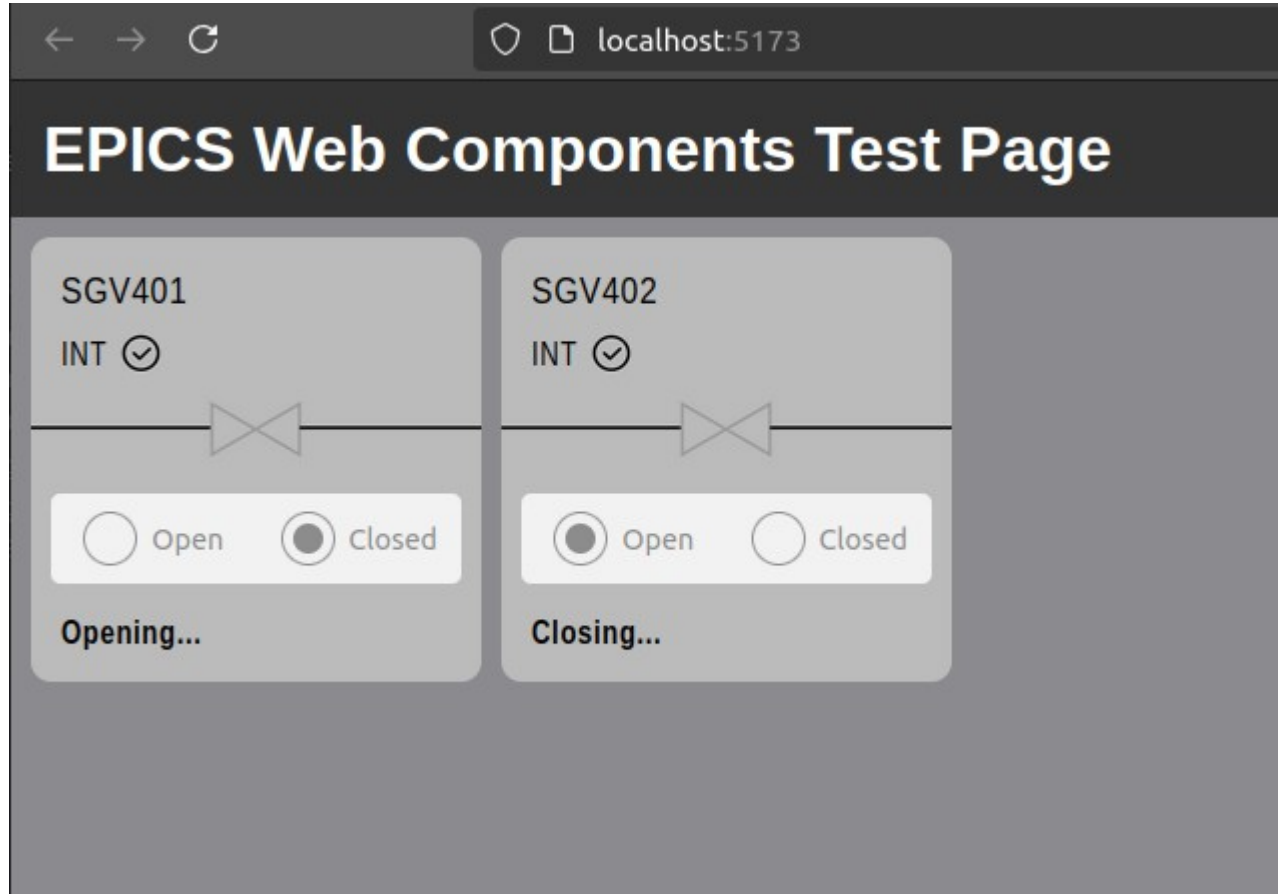 localhost:5173
EPICS Web Components Test Page
SGV401
INT
Open Closed
Opening...
SGV402
INT
Open Closed
Closing...